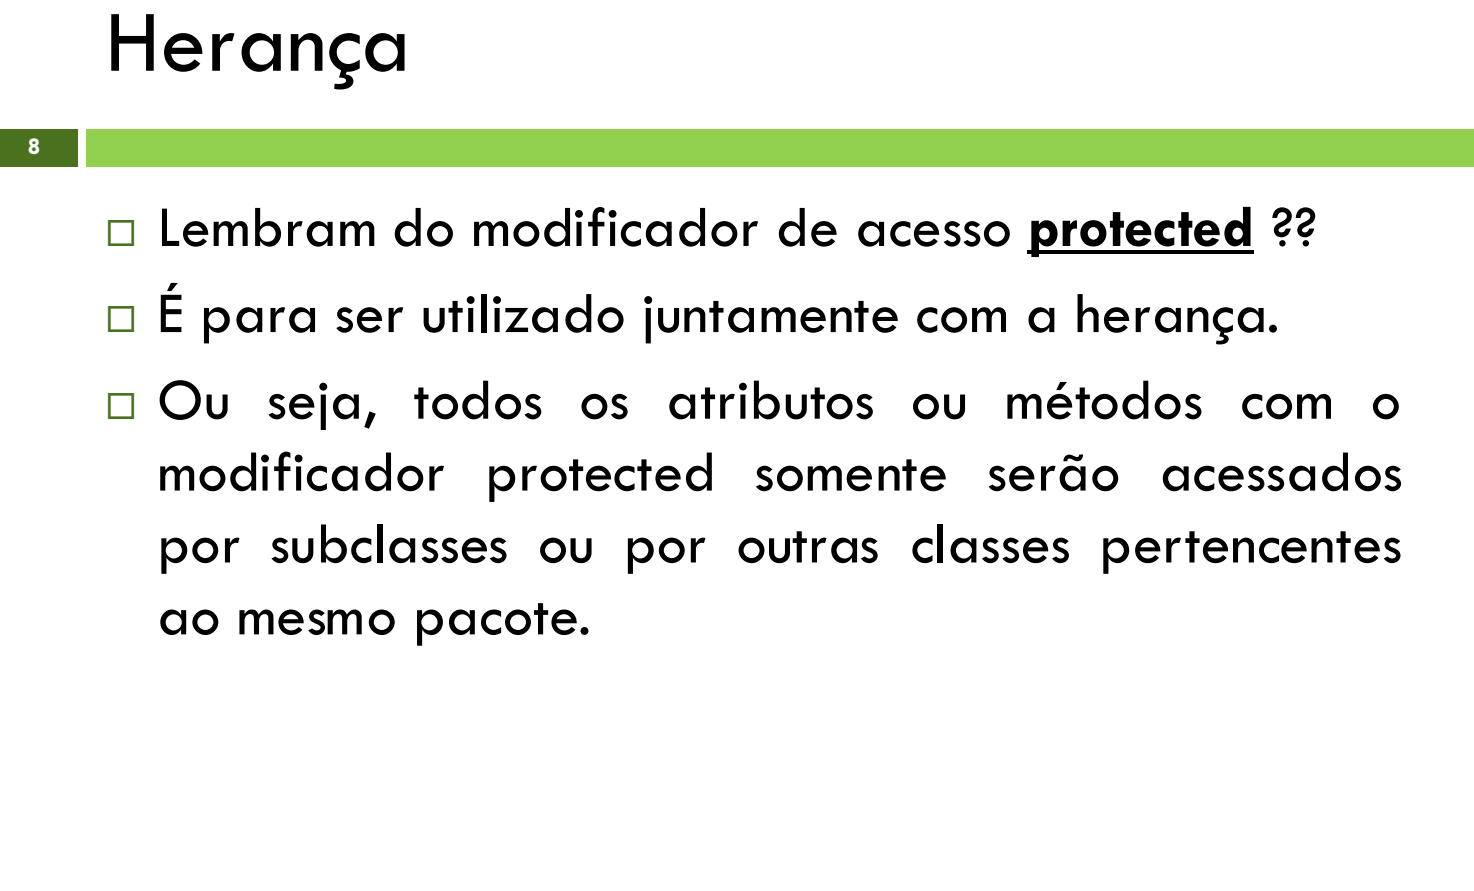 Herança
8
Lembram do modificador de acesso protected ??
É para ser utilizado juntamente com a herança.
Ou seja, todos os atributos ou métodos com o
modificador protected somente serão acessados
por subclasses ou por outras classes pertencentes
ao mesmo pacote.